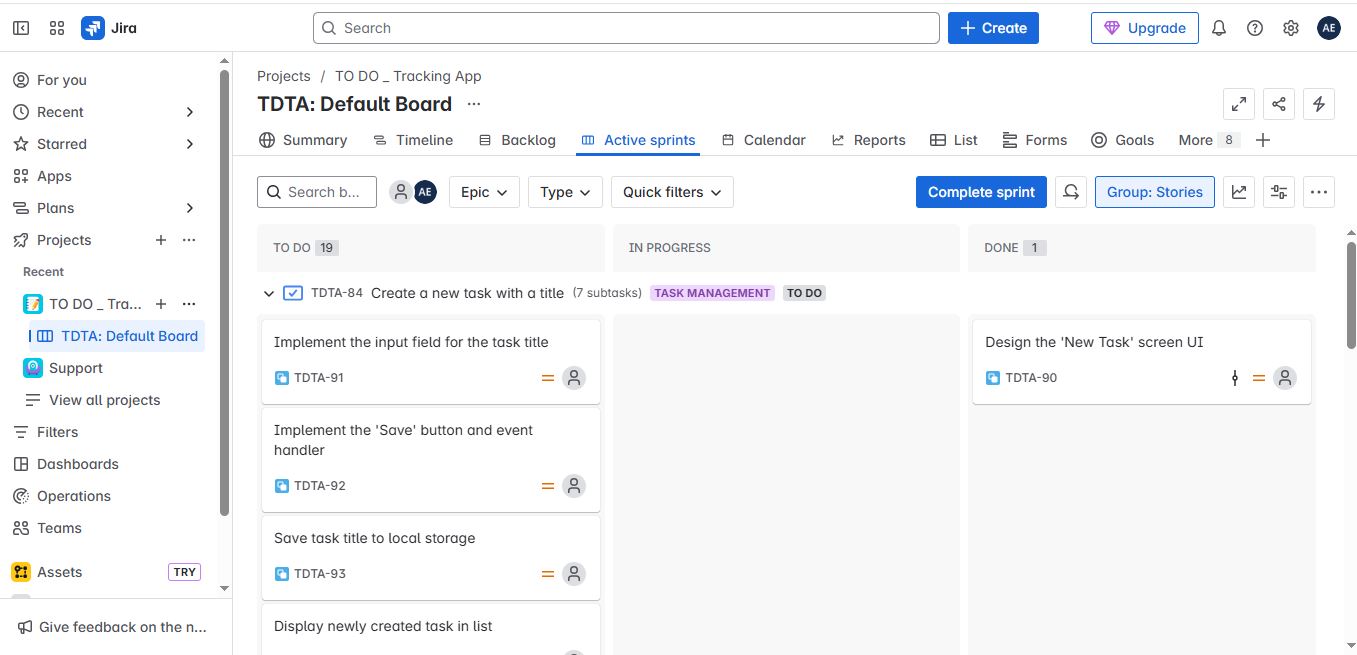 Jira
Search
Create
Upgrade
AE
For you
Recent
Starred
Apps
Plans
Projects
Recent
TO DO _ Tra...
TDTA: Default Board
Support
View all projects
Filters
Dashboards
Operations
Teams
Assets
TRY
Give feedback on the n...
Projects / TO DO _ Tracking App
TDTA: Default Board
Summary
Timeline
Backlog
Active sprints
Calendar
Reports
List
Forms
Goals
More 8
Search b...
AE
Epic
Type
Quick filters
Complete sprint
Group: Stories
TO DO 19
IN PROGRESS
DONE 1
TDTA-84 Create a new task with a title (7 subtasks) TASK MANAGEMENT TO DO
Implement the input field for the task title
TDTA-91
Implement the 'Save' button and event
handler
TDTA-92
Save task title to local storage
TDTA-93
Display newly created task in list
Design the 'New Task' screen UI
TDTA-90